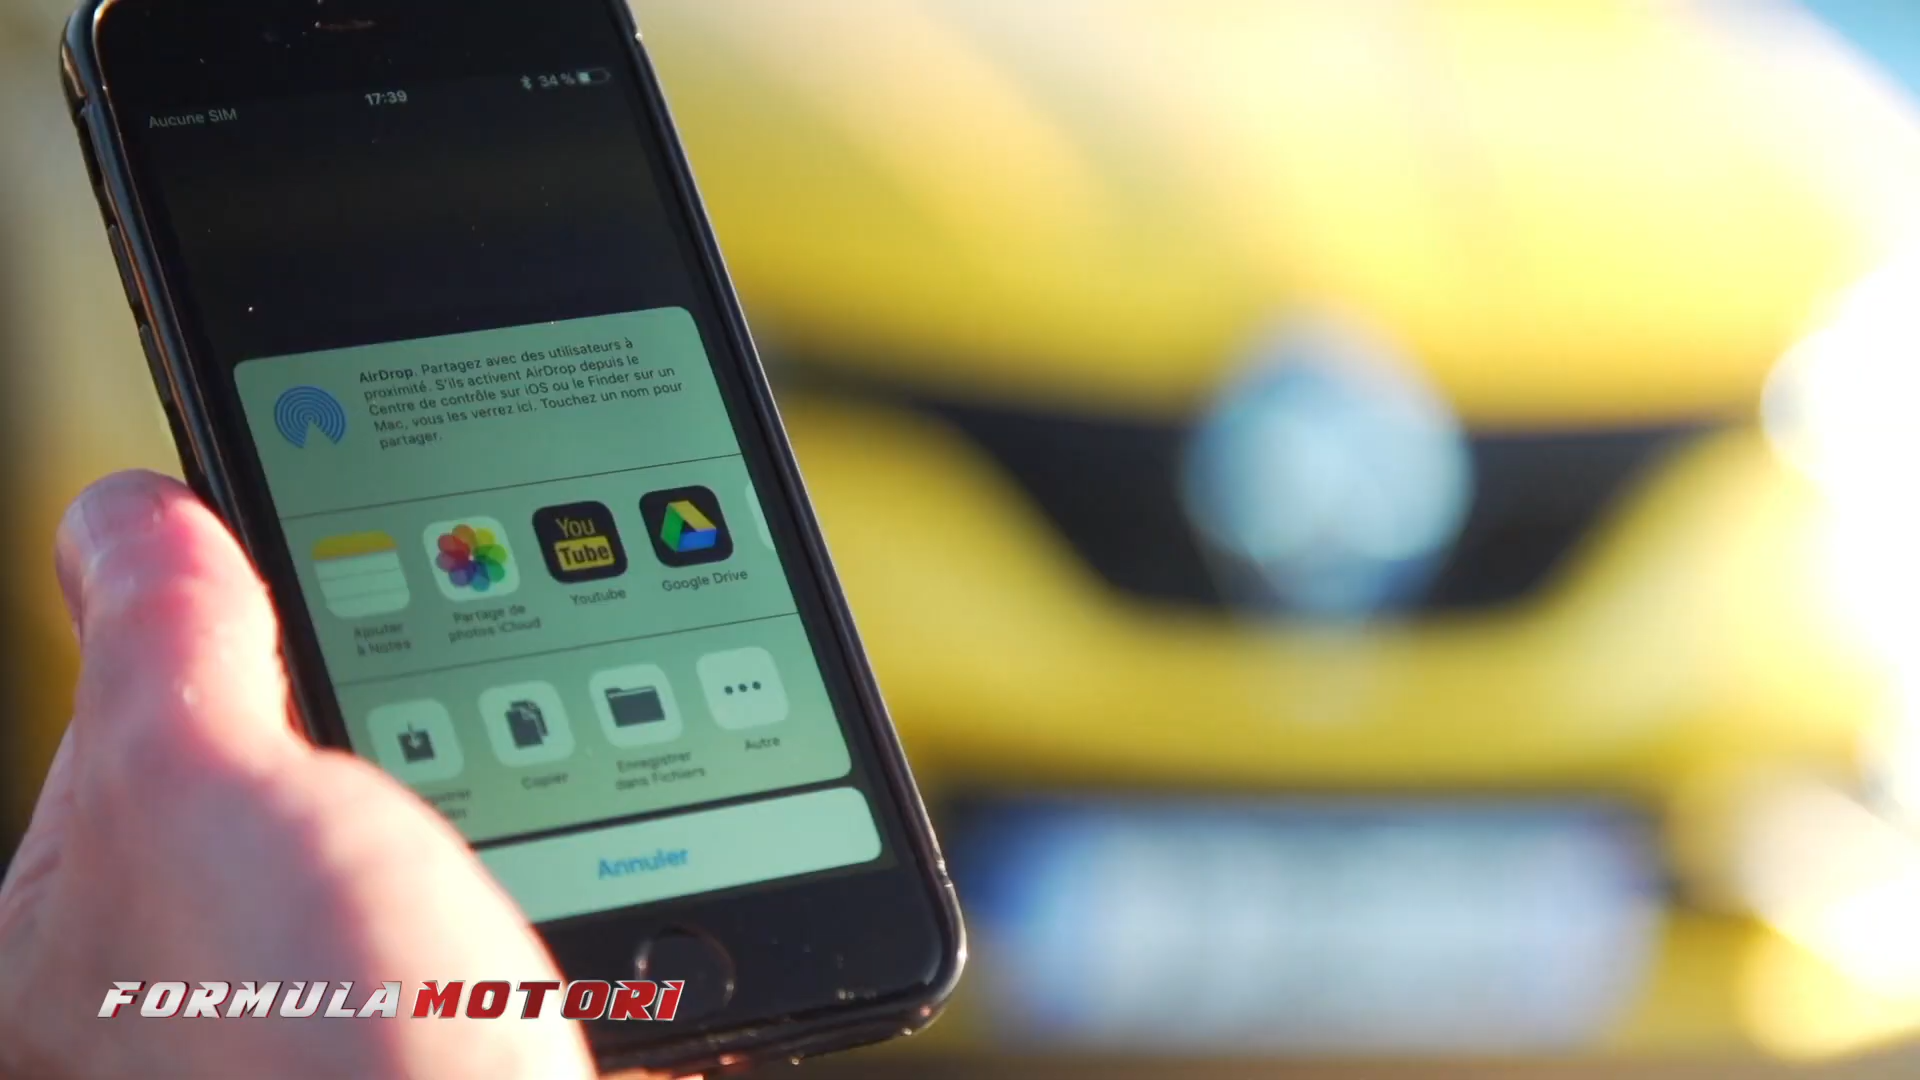 Aucune SIM
17:39
34 %
AirDrop. Partagez avec des utilisateurs à
proximité. S'ils activent AirDrop depuis le
Centre de contrôle sur iOS ou le Finder sur un
Mac, vous les verrez ici. Touchez un nom pour
partager.
Ajouter
à Notes
Partage de
photos iCloud
You
Tube
Youtube
Google Drive
Copier
Enregistrer
dans Fichiers
Autre
Annuler
FORMULA MOTORI